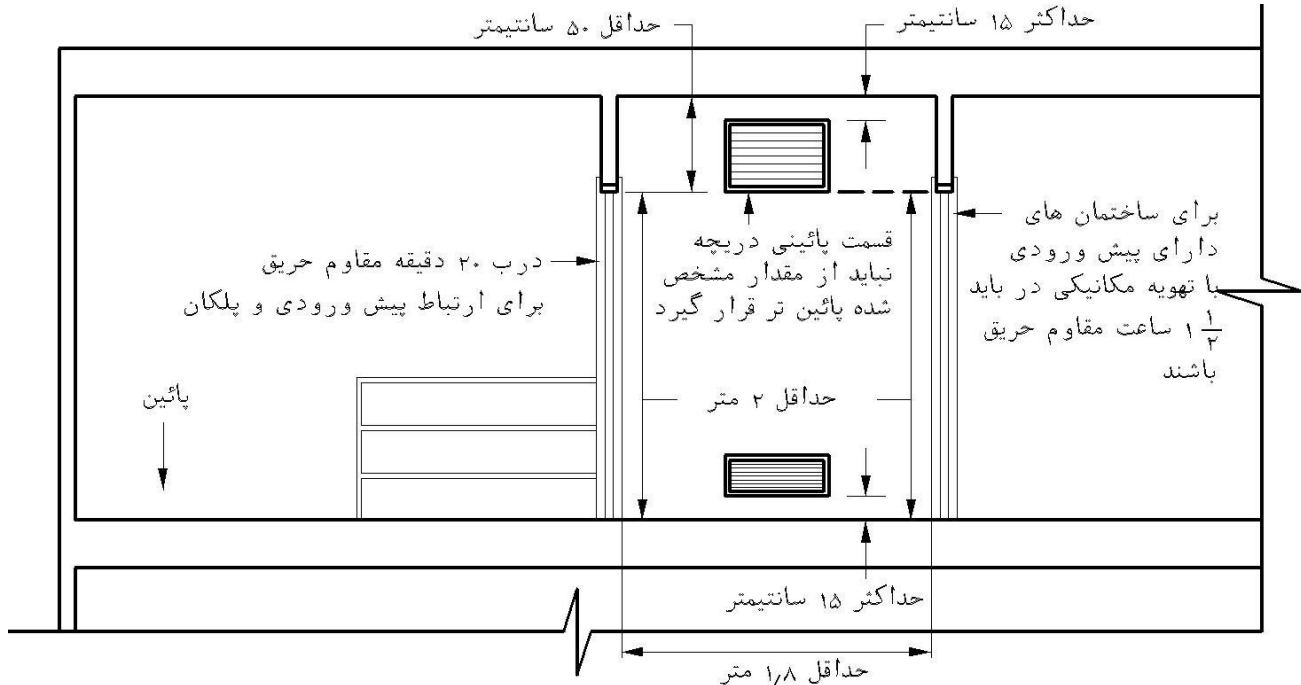 حداقل ۵۰ سانتیمتر
حداکثر ۱۵ سانتیمتر
برای ساختمان های
دارای پیش ورودی
با تهویه مکانیکی در باید
۱ ۱/۲ ساعت مقاوم حریق
باشند
قسمت پائینی دریچه
نباید از مقدار مشخص
شده پائین تر قرار گیرد
درب ۲۰ دقیقه مقاوم حریق
برای ارتباط پیش ورودی و پلکان
پائین
حداقل ۲ متر
حداکثر ۱۵ سانتیمتر
حداقل ۱٫۸ متر